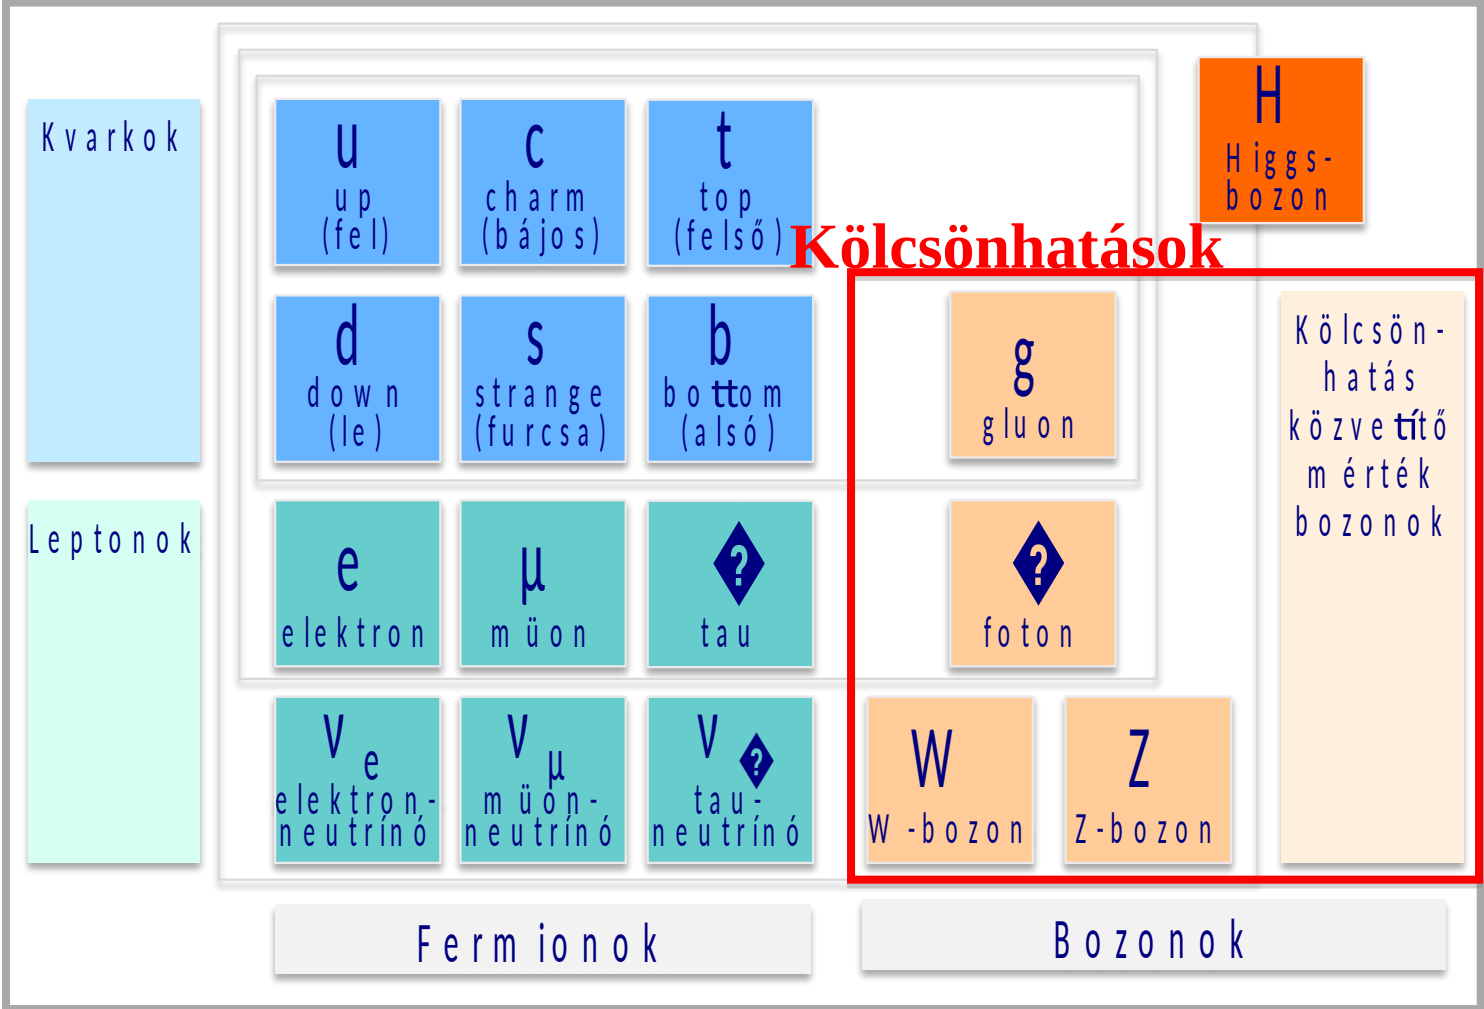 Kvarkok
u
up
(fel)
c
charm
(bájos)
t
top
(felső)
H
Higgs-
bozon
Kölcsönhatások
d
down
(le)
s
strange
(furcsa)
b
bottom
(alsó)
g
gluon
Kölcsön-
hatás
közvetítő
mérték
bozonok
Leptonok
e
elektron
μ
müon
�
tau
�
foton
ν e
elektron-
neutrínó
ν μ
müon-
neutrínó
ν �
tau-
neutrínó
W
W-bozon
Z
Z-bozon
Fermionok
Bozonok